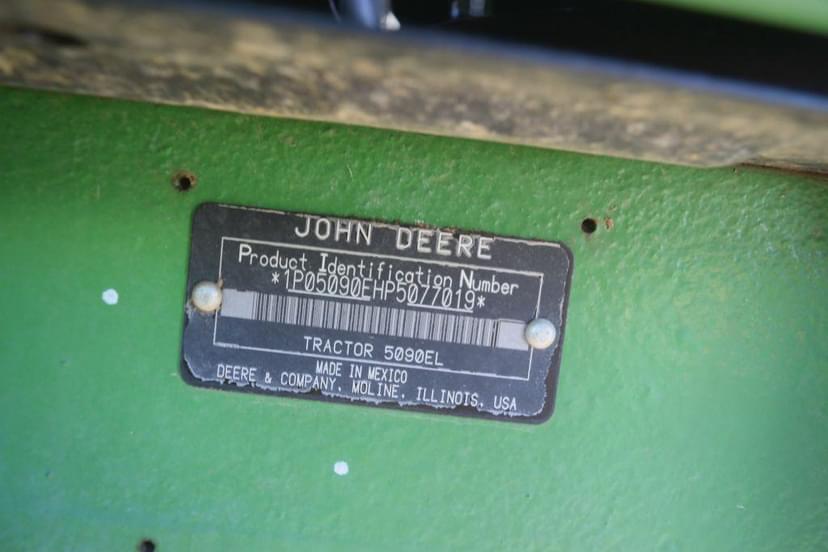 JOHN DEERE
Product Identification Number
*1P05090EHP5077019*
TRACTOR 5090EL
MADE IN MEXICO
DEERE & COMPANY, MOLINE, ILLINOIS, USA